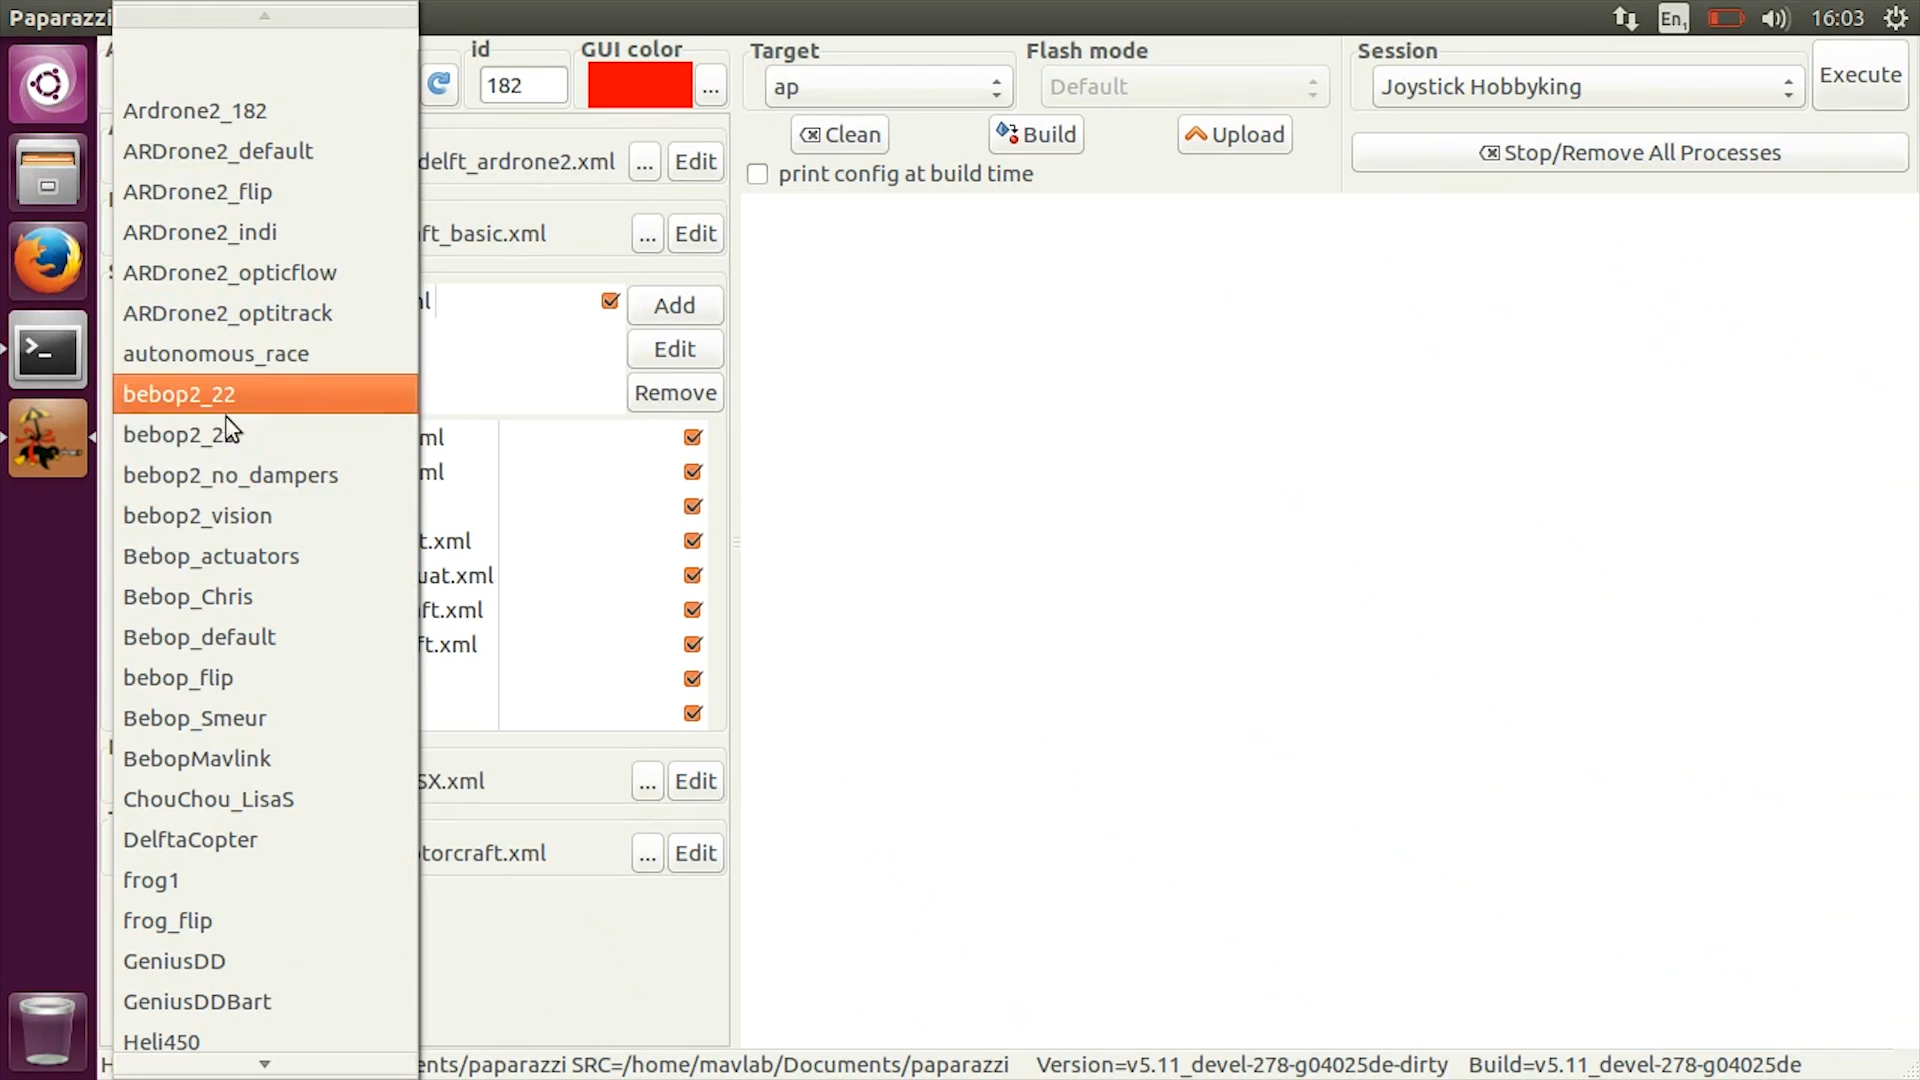 Paparazzi
En1
16:03
id
GUI color
182
...
Target
ap
Flash mode
Default
Session
Joystick Hobbyking
Execute
Clean
Build
Upload
Stop/Remove All Processes
print config at build time
delft_ardrone2.xml
...
Edit
ft_basic.xml
...
Edit
ml
Add
Edit
Remove
ml
ml
t.xml
uat.xml
ft.xml
ft.xml
SX.xml
...
Edit
torcraft.xml
...
Edit
Ardrone2_182
ARDrone2_default
ARDrone2_flip
ARDrone2_indi
ARDrone2_opticflow
ARDrone2_optitrack
autonomous_race
bebop2_22
bebop2_no_dampers
bebop2_vision
Bebop_actuators
Bebop_Chris
Bebop_default
bebop_flip
Bebop_Smeur
BebopMavlink
ChouChou_LisaS
DelftaCopter
frog1
frog_flip
GeniusDD
GeniusDDBart
Heli450
ents/paparazzi SRC=/home/mavlab/Documents/paparazzi Version=v5.11_devel-278-g04025de-dirty Build=v5.11_devel-278-g04025de